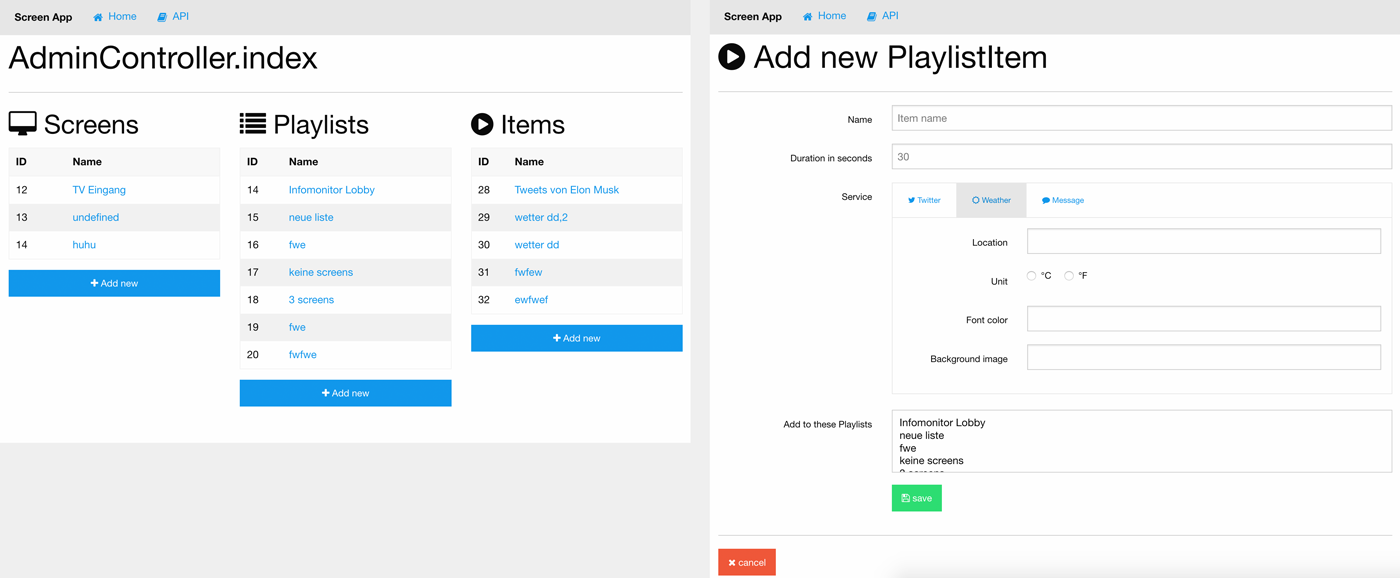 Screen App Home API
AdminController.index
Screens
ID Name
12 TV Eingang
13 undefined
14 huhu
Add new
Playlists
ID Name
14 Infomonitor Lobby
15 neue liste
16 fwe
17 keine screens
18 3 screens
19 fwe
20 fwfwe
Add new
Items
ID Name
28 Tweets von Elon Musk
29 wetter dd,2
30 wetter dd
31 fwfew
32 ewfwef
Add new
Screen App Home API
Add new PlaylistItem
Name Item name
Duration in seconds 30
Service Twitter Weather Message
Location
Unit °C °F
Font color
Background image
Add to these Playlists
Infomonitor Lobby
neue liste
fwe
keine screens
save
cancel